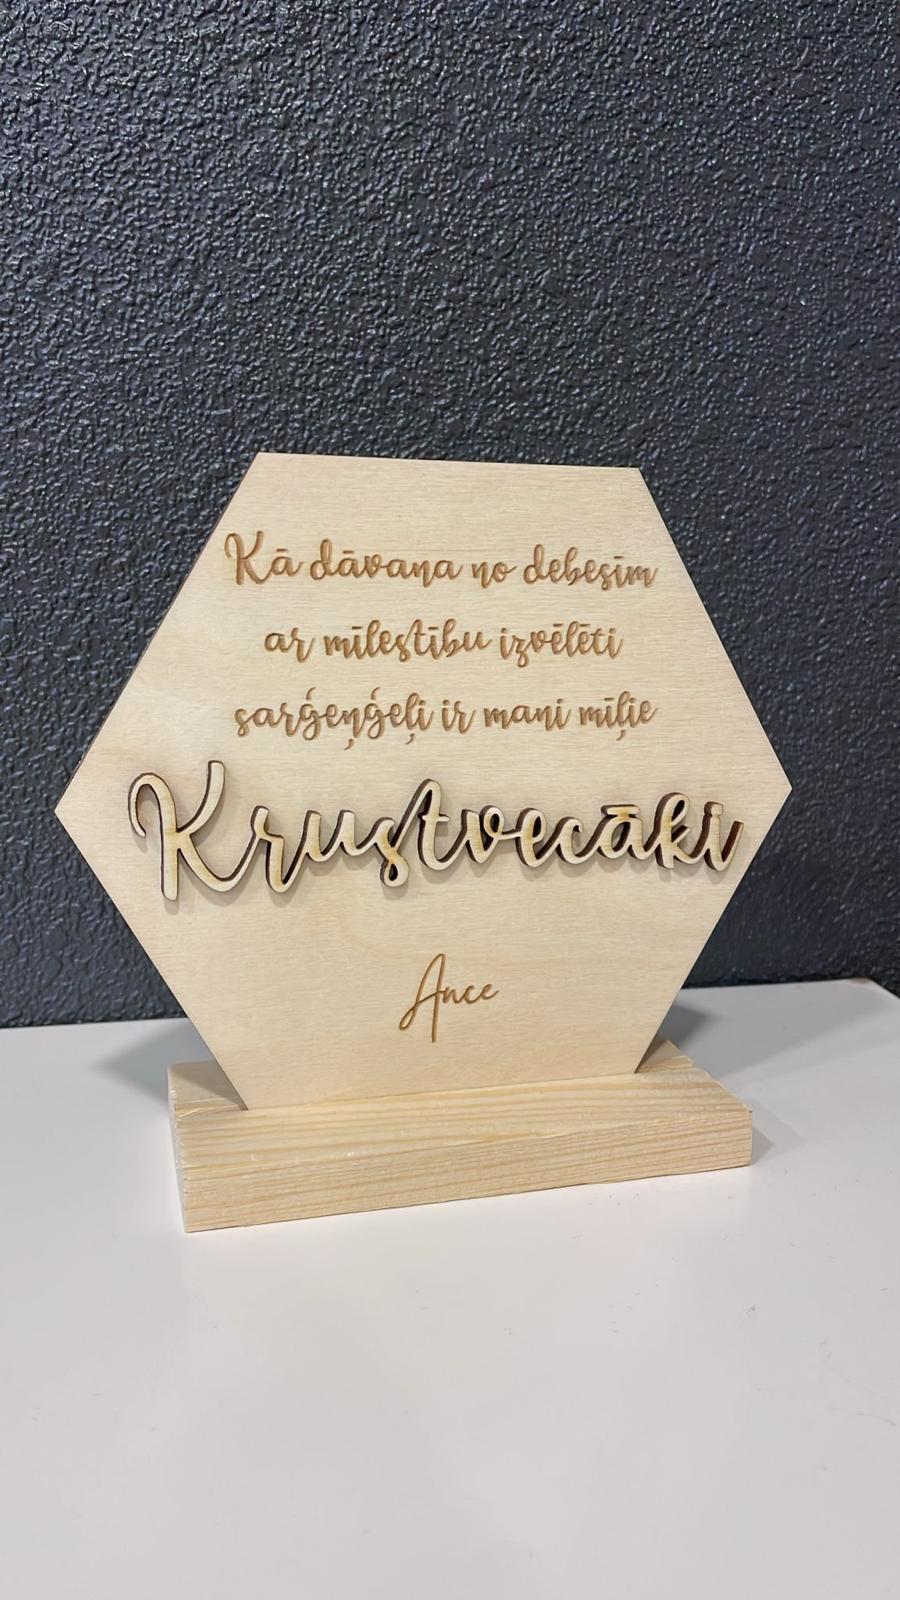 Kā dāvana no debesīm
ar mīlestību izvēlēti
sarģeņģeļi ir mani mīļie
Krustvecāki
Ance